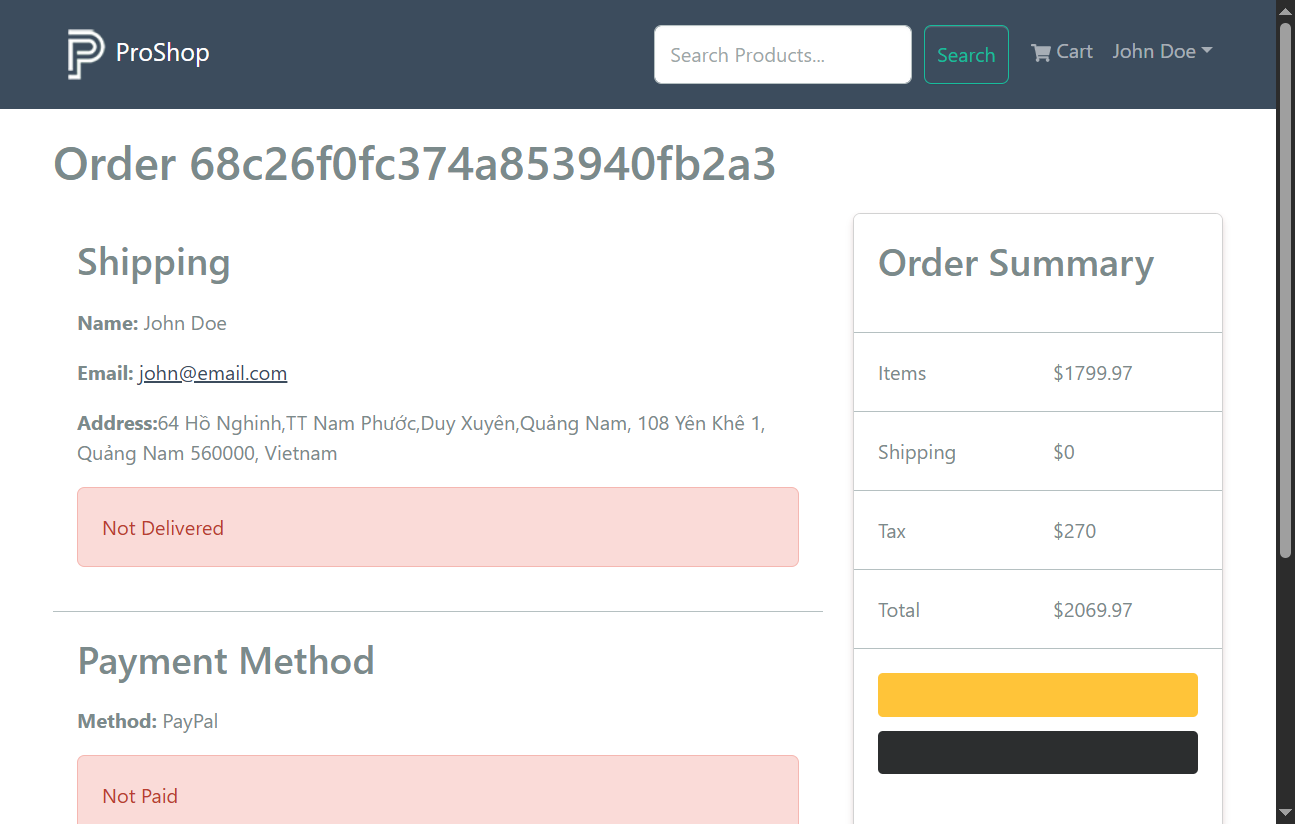 ProShop
Search Products...
Search
Cart
John Doe
Order 68c26f0fc374a853940fb2a3
Shipping
Name: John Doe
Email: john@email.com
Address:64 Hồ Nghinh,TT Nam Phước,Duy Xuyên,Quảng Nam, 108 Yên Khê 1,
Quảng Nam 560000, Vietnam
Not Delivered
Payment Method
Method: PayPal
Not Paid
Order Summary
Items $1799.97
Shipping $0
Tax $270
Total $2069.97